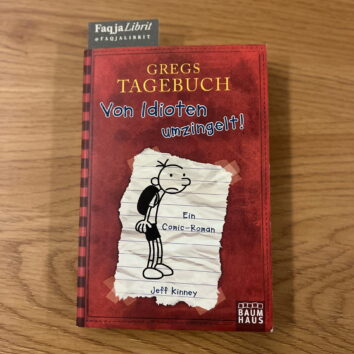 FaqjaLibrit
@FAQJALIBRIT
GREGS
TAGEBUCH
Von Idioten
umzingelt!
Ein
Comic-Roman
Jeff Kinney
BAUM
HAUS